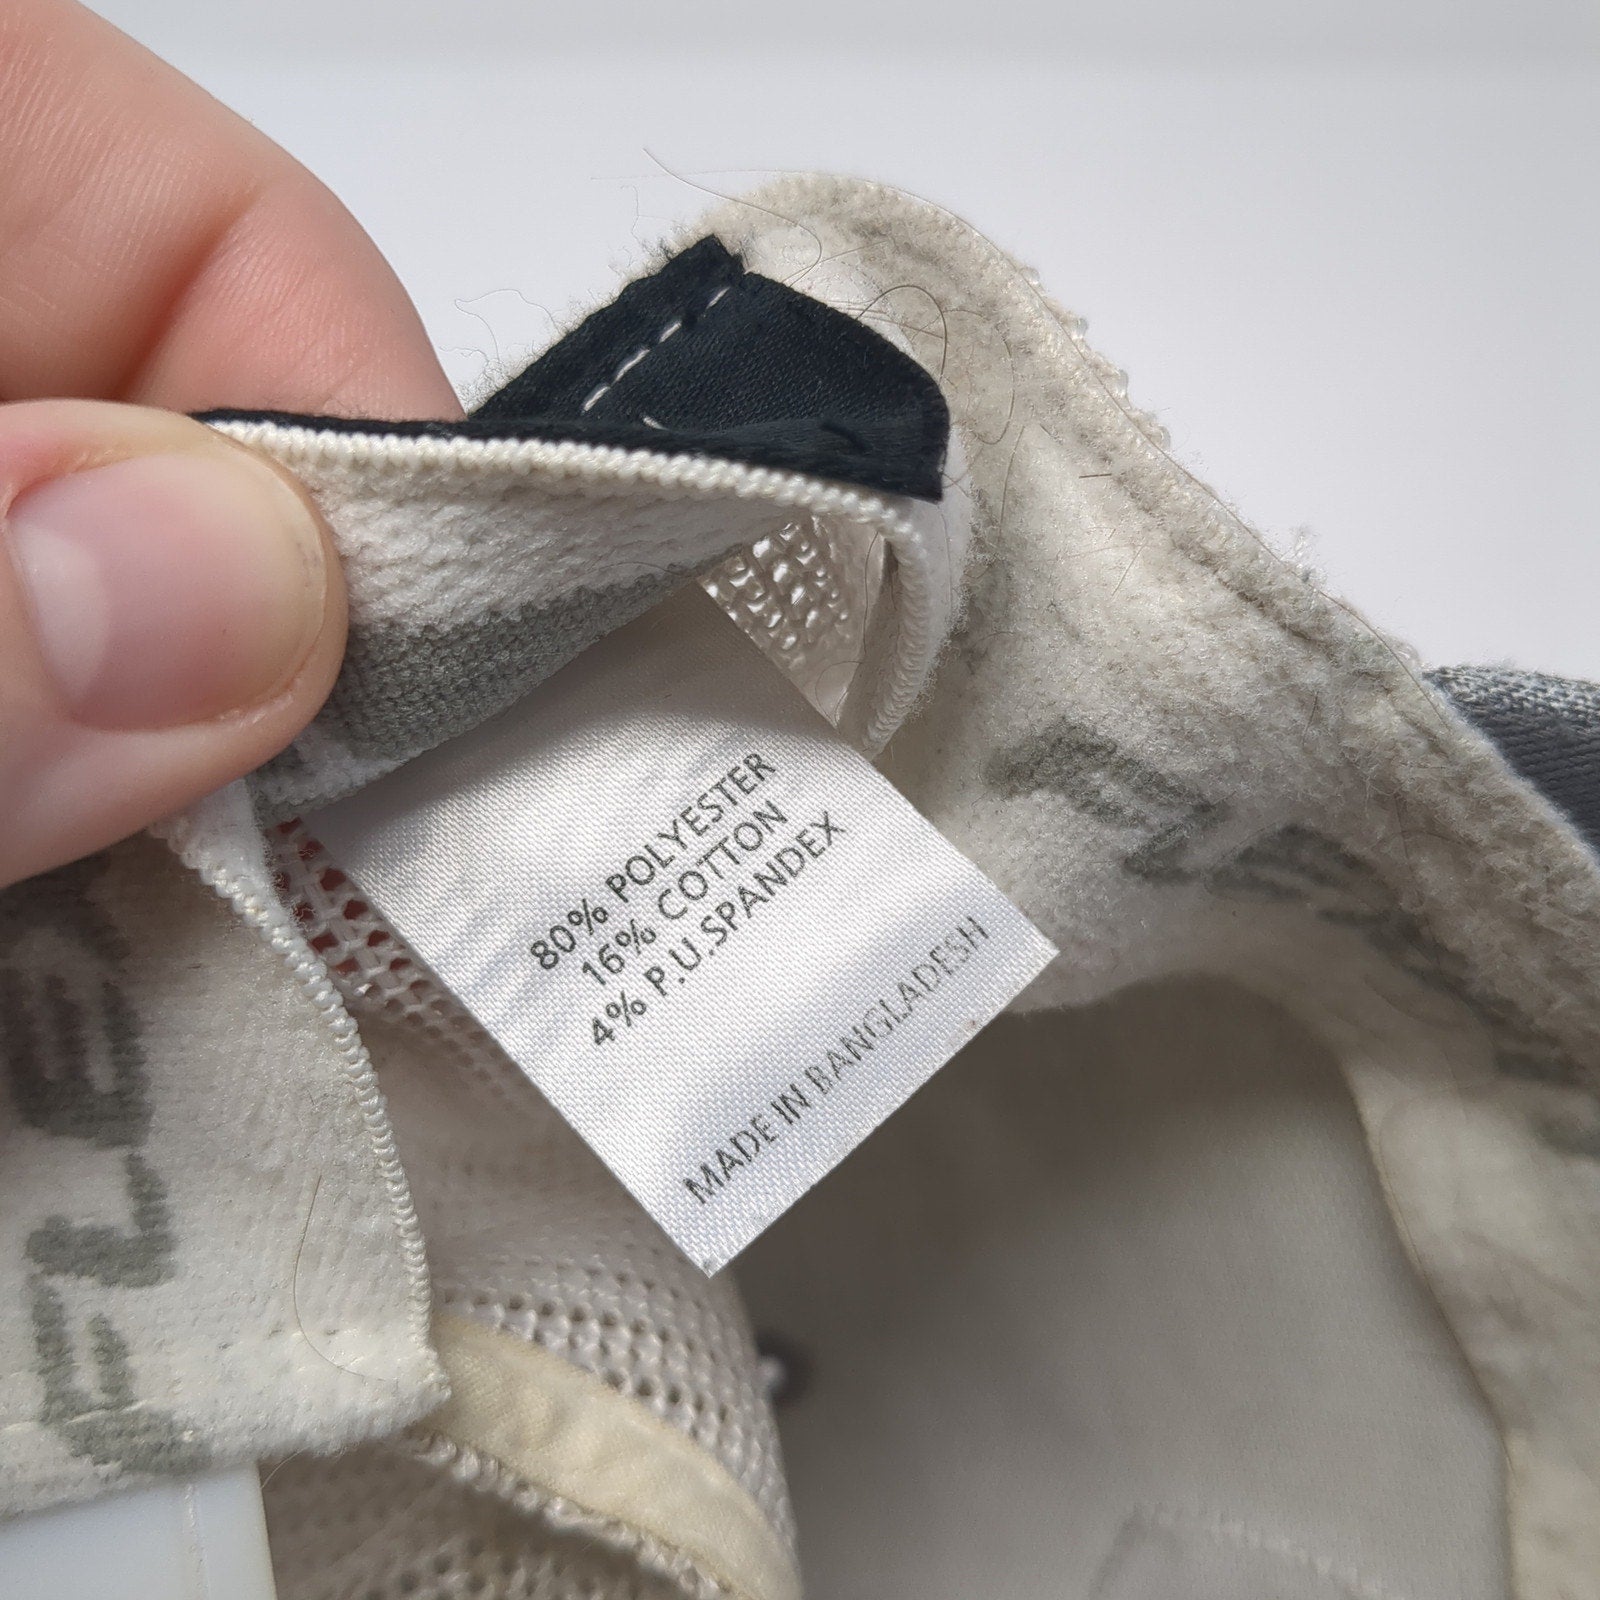 80% POLYESTER
16% COTTON
4% P.U.SPANDEX
MADE IN BANGLADESH